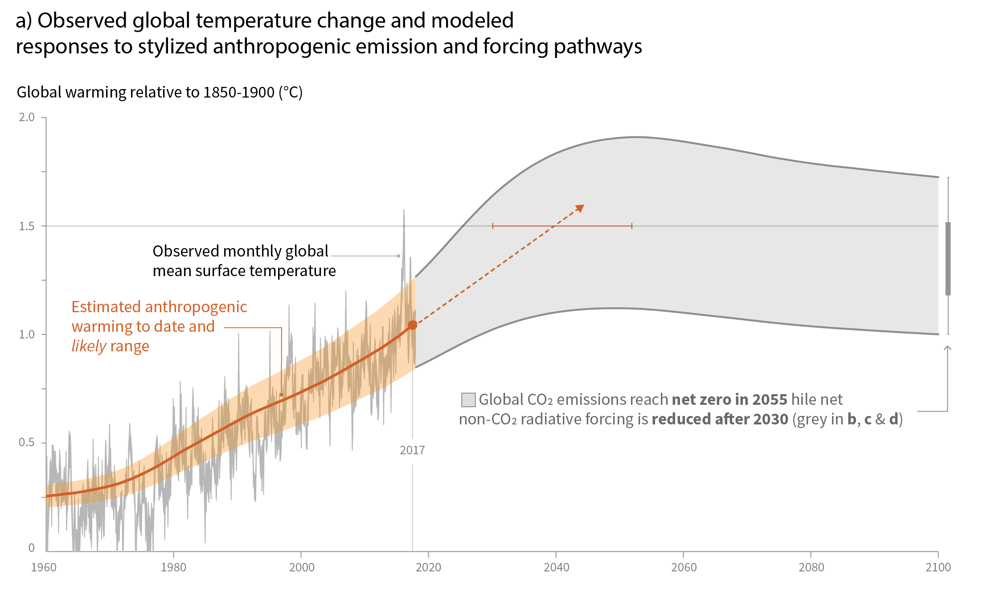 a) Observed global temperature change and modeled
responses to stylized anthropogenic emission and forcing pathways
Global warming relative to 1850-1900 (°C)
2.0
1.5
Observed monthly global
mean surface temperature
Estimated anthropogenic
warming to date and
likely range
1.0
Global CO₂ emissions reach net zero in 2055 hile net
non-CO₂ radiative forcing is reduced after 2030 (grey in b, c & d)
0.5
2017
0
1960 1980 2000 2020 2040 2060 2080 2100